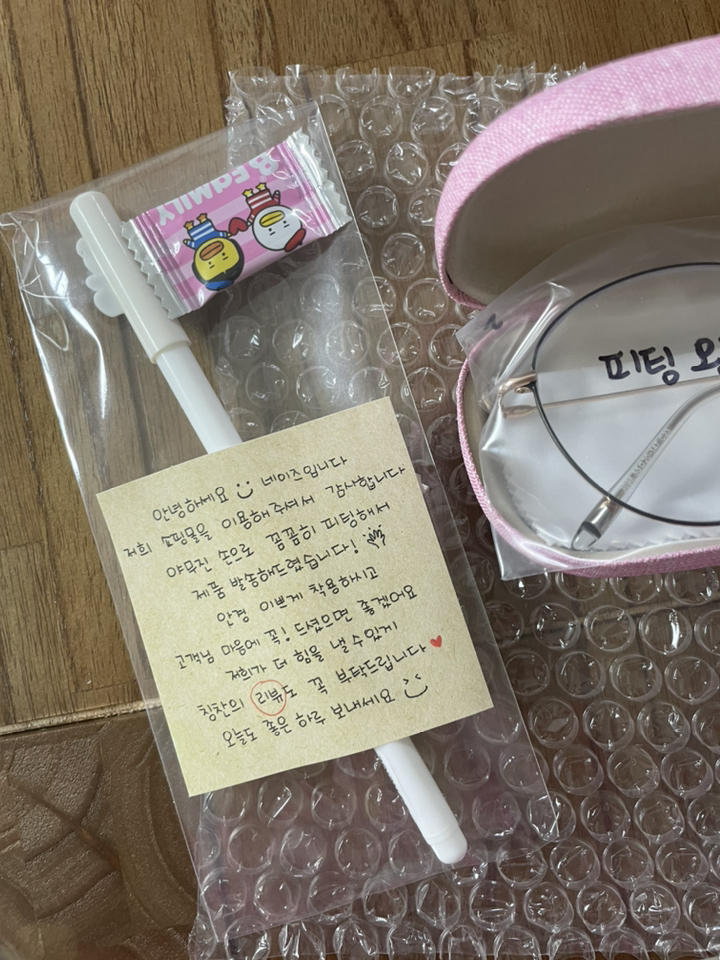 8 FAMILY
안녕하세요 네이즈입니다
저희 쇼핑몰을 이용해주셔서 감사합니다
야무진 손으로 꼼꼼히 피팅해서
제품 발송해드렸습니다!
안경 이쁘게 착용하시고
고객님 마음에 꼭! 드셨으면 좋겠어요
저희가 더 힘을 낼 수 있게
칭찬의 리뷰도 꼭 부탁드립니다
오늘도 좋은 하루 보내세요
피팅